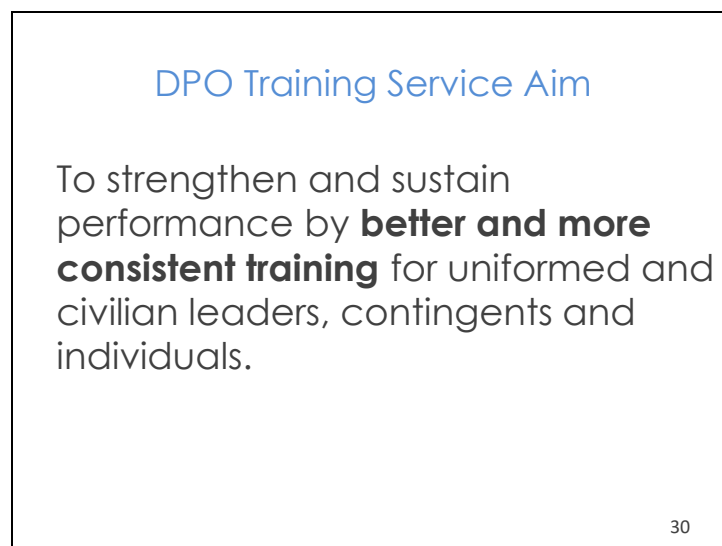 DPO Training Service Aim
To strengthen and sustain
performance by better and more
consistent training for uniformed and
civilian leaders, contingents and
individuals.
30